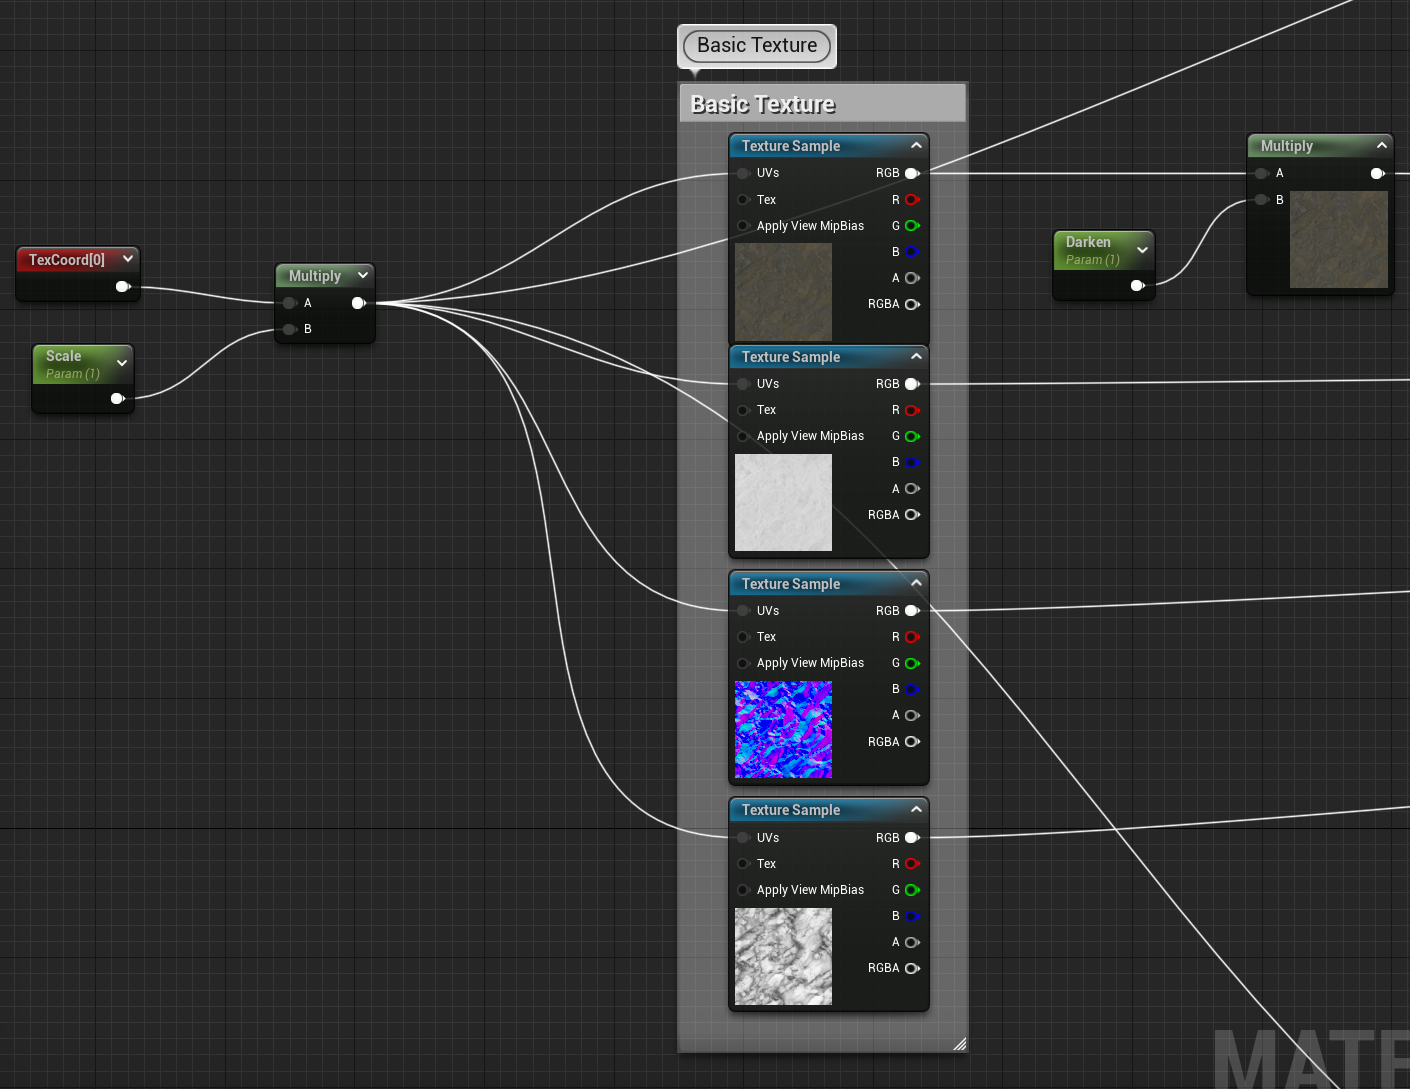 Basic Texture
Basic Texture
TexCoord[0]
Scale
Param (1)
Multiply
A
B
Texture Sample
UVs RGB
Tex R
Apply View MipBias G
B
A
RGBA
Texture Sample
UVs RGB
Tex R
Apply View MipBias G
B
A
RGBA
Texture Sample
UVs RGB
Tex R
Apply View MipBias G
B
A
RGBA
Texture Sample
UVs RGB
Tex R
Apply View MipBias G
B
A
RGBA
Darken
Param (1)
Multiply
A
B